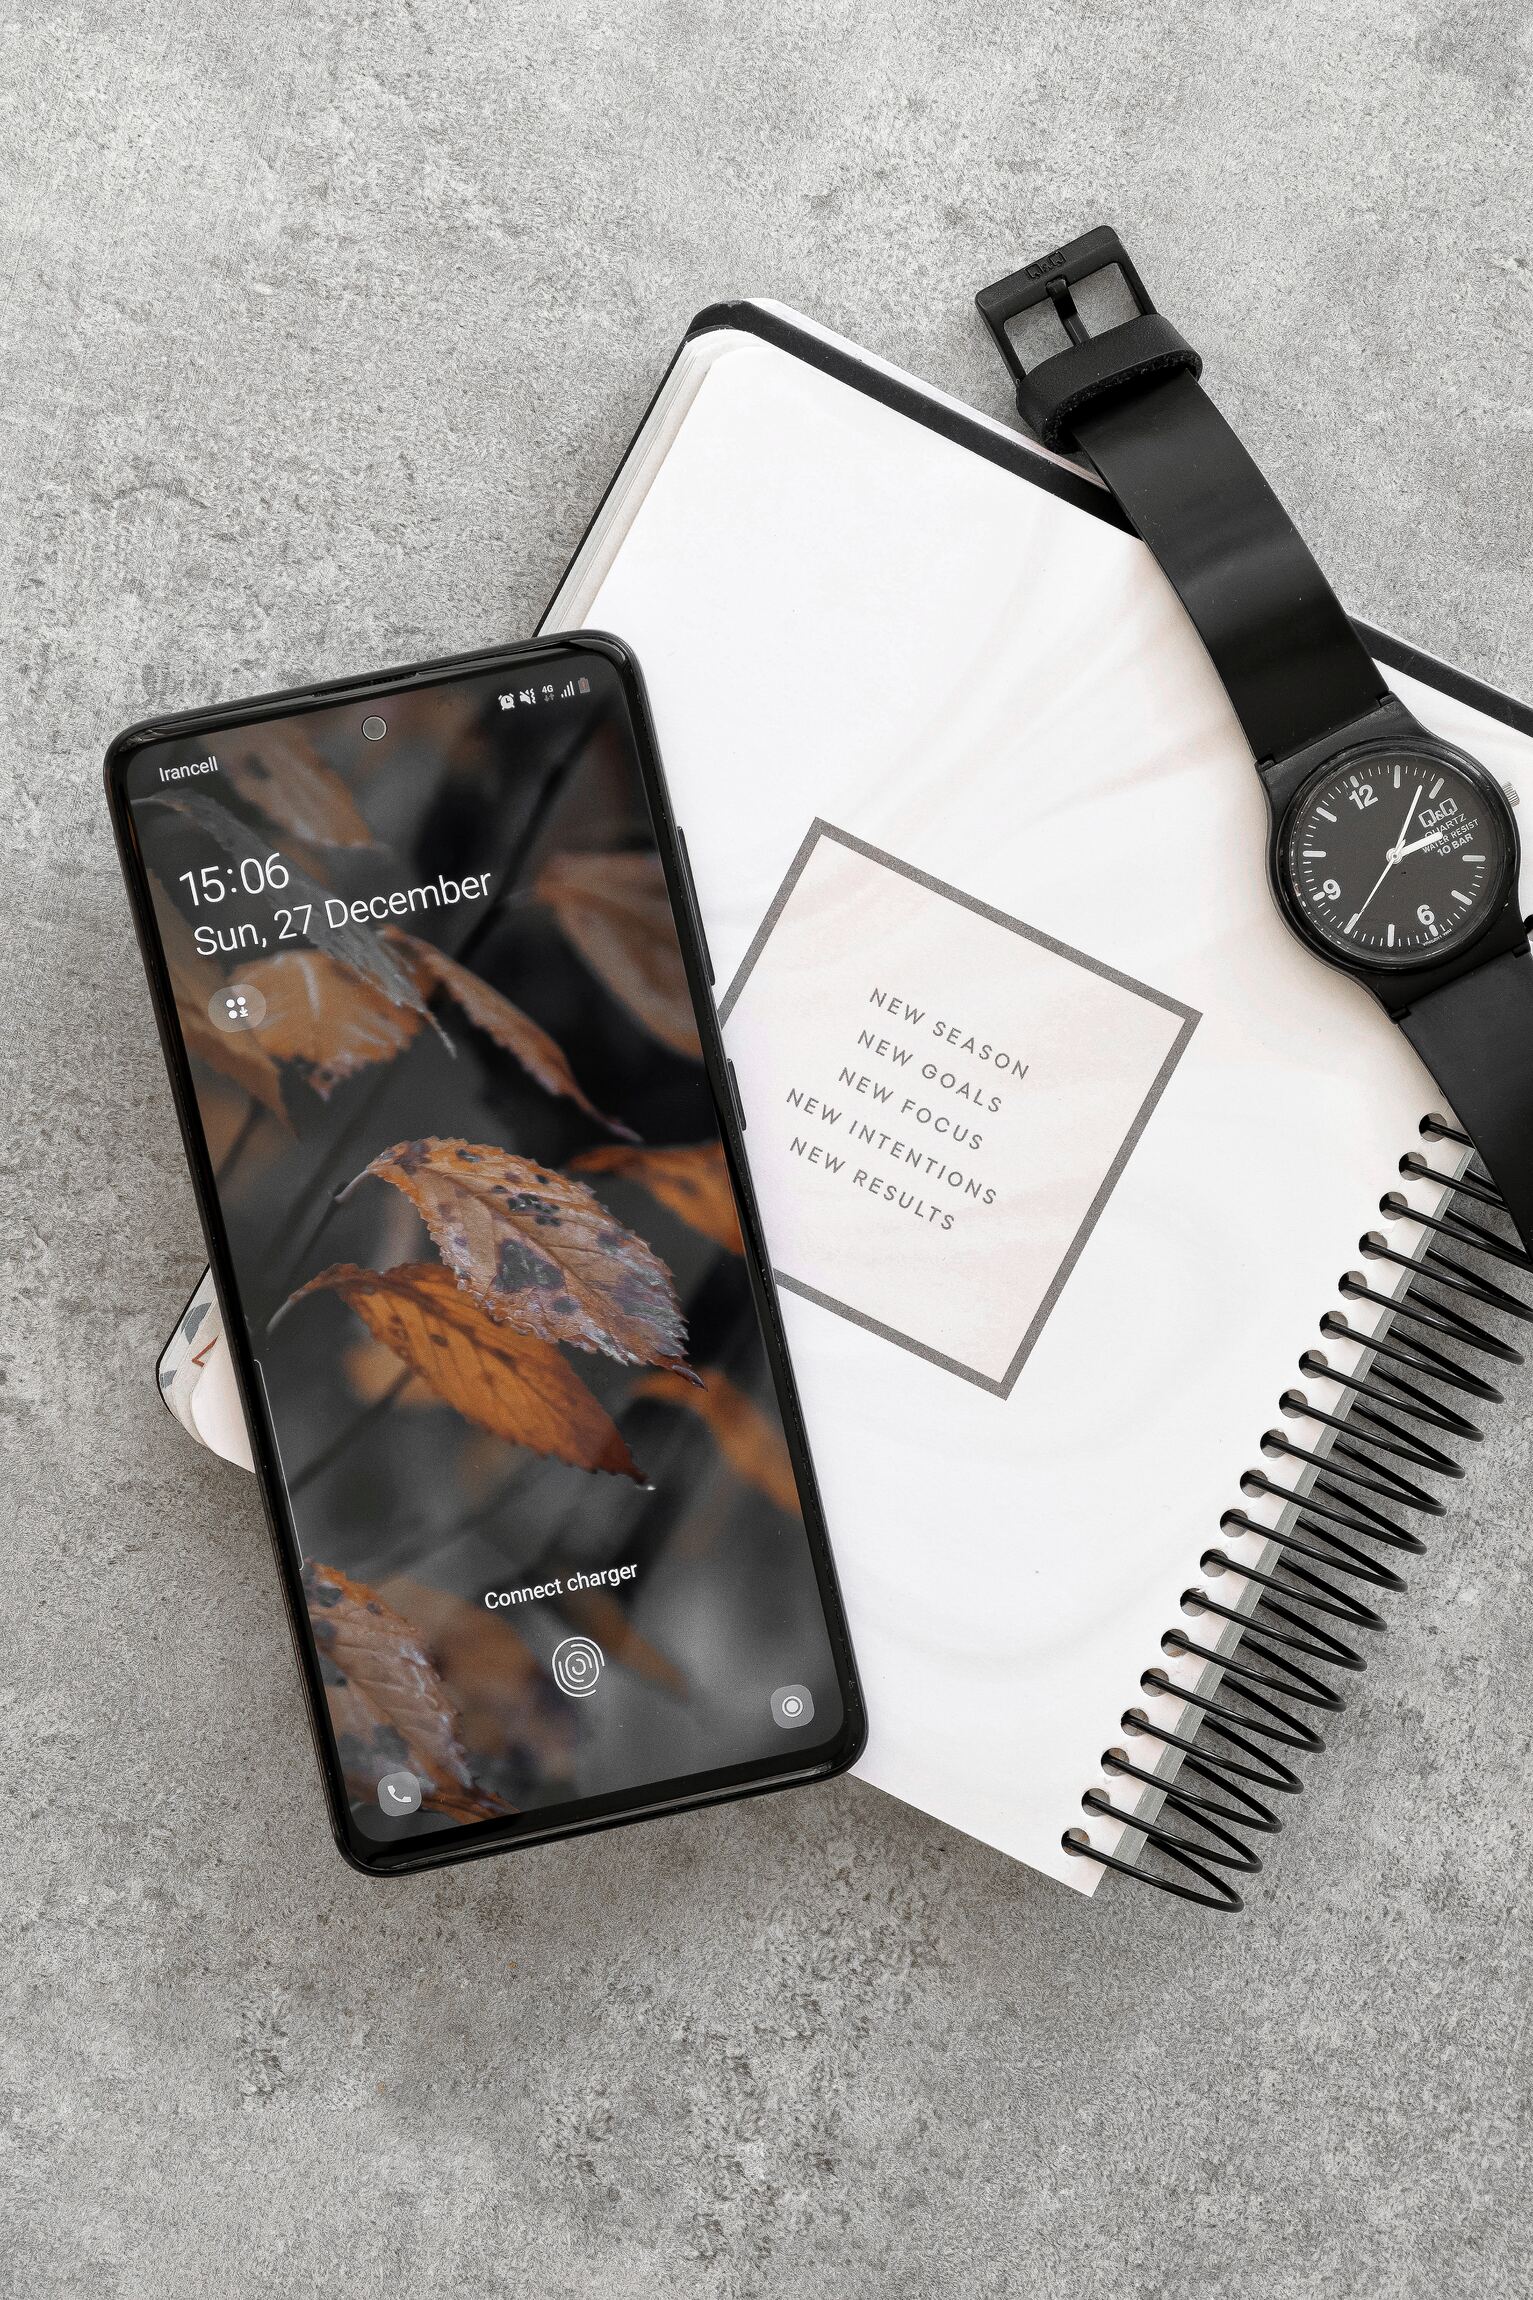 Q&Q
4G
Irancell
15:06
Sun, 27 December
12
Q&Q
QUARTZ
WATER RESIST
10 BAR
9
6
NEW SEASON
NEW GOALS
NEW FOCUS
NEW INTENTIONS
NEW RESULTS
Connect charger